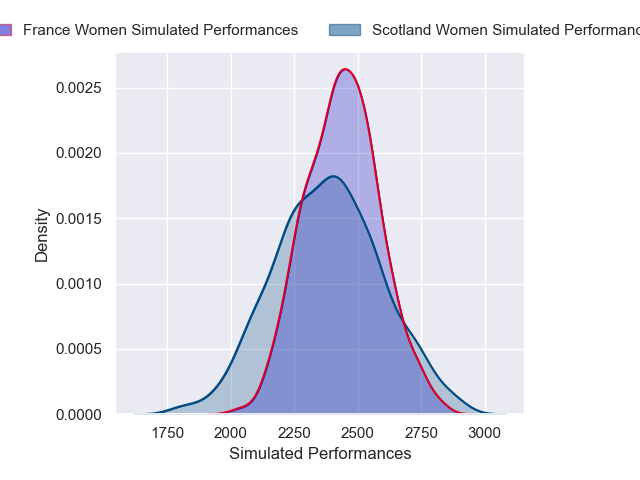 France Women Simulated Performances Scotland Women Simulated
0.0025
0.0020
0.0015
0.0010
0.0005
0.0000
Density
1750 2000 2250 2500 2750 3000
Simulated Performances